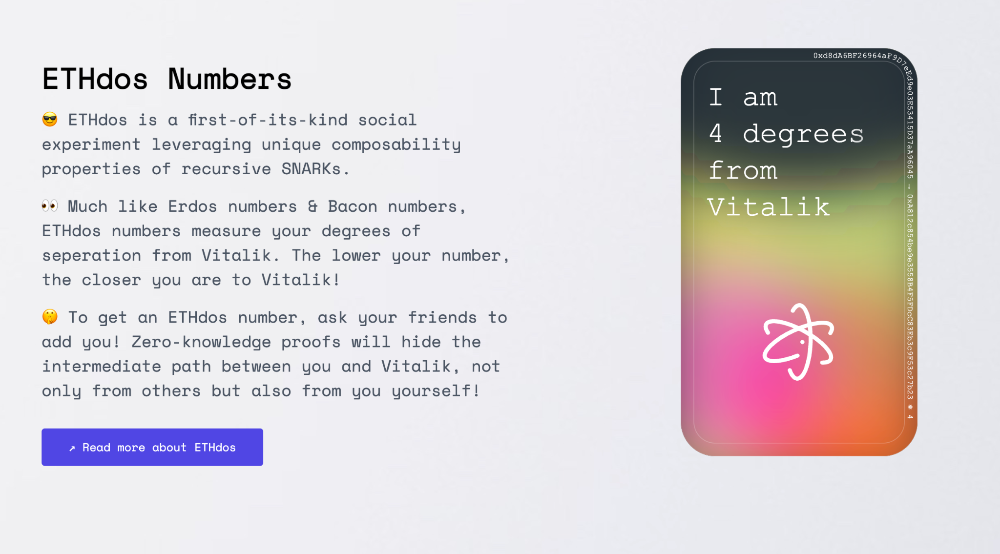 ETHdos Numbers
😎 ETHdos is a first-of-its-kind social
experiment leveraging unique composability
properties of recursive SNARKs.
👀 Much like Erdos numbers & Bacon numbers,
ETHdos numbers measure your degrees of
seperation from Vitalik. The lower your number,
the closer you are to Vitalik!
🤫 To get an ETHdos number, ask your friends to
add you! Zero-knowledge proofs will hide the
intermediate path between you and Vitalik, not
only from others but also from you yourself!
↗ Read more about ETHdos
I am
4 degrees
from
Vitalik
0xd8dA6BF26964aF9D7eEd9e03E53415D37aA96045 → 0xA812c854be9e3558B4F5FDcC83Eb3c9F53c27b23 ⚛ 4